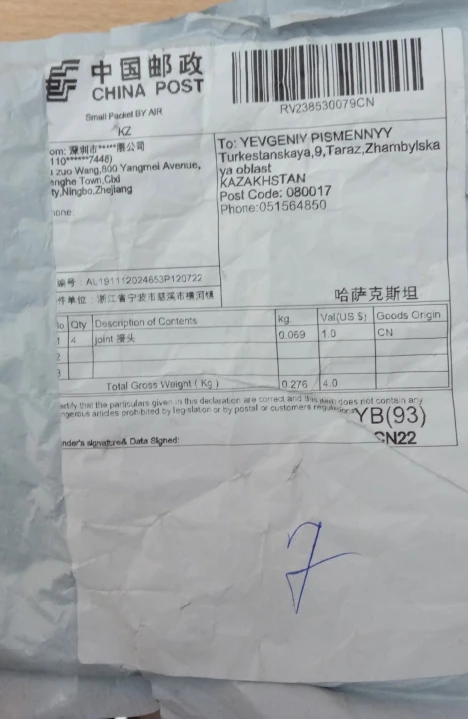 中国邮政
CHINA POST
Small Packet BY AIR
KZ
RV238530079CN
om: 深圳市*****限公司
110******7448)
zuo Wang,800 Yangmei Avenue,
enghe Town,Cixi
ty,Ningbo,Zhejiang
one:
To: YEVGENIY PISMENNYY
Turkestanskaya,9,Taraz,Zhambylska
ya oblast
KAZAKHSTAN
Post Code: 080017
Phone:051564850
编号: AL191112024653P120722
件单位: 浙江省宁波市慈溪市横河镇
哈萨克斯坦
No Qty Description of Contents kg. Val(US $) Goods Origin
1 4 joint 接头 0.069 1.0 CN
2
3
Total Gross Weight (Kg) 0.276 4.0
ertify that the particulars given in this declaration are correct and this item does not contain any
ngerous articles prohibited by legislation or by postal or customers regulations
YB(93)
CN22
nder's signature& Data Signed:
7